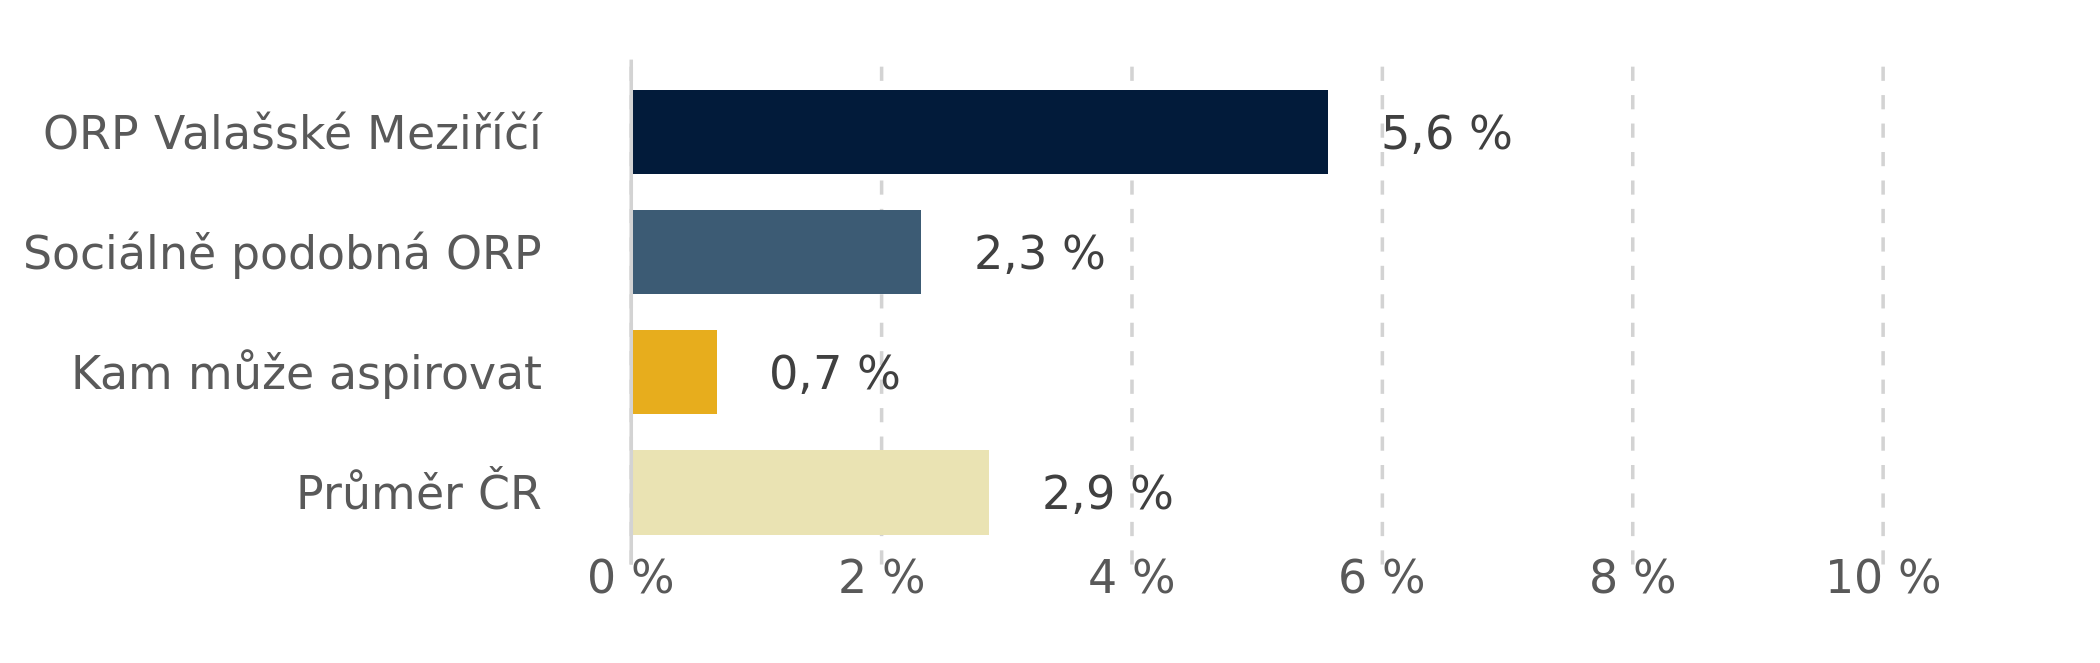 ORP Valašské Meziříčí 5,6 %
Sociálně podobná ORP 2,3 %
Kam může aspirovat 0,7 %
Průměr ČR 2,9 %
0 % 2 % 4 % 6 % 8 % 10 %